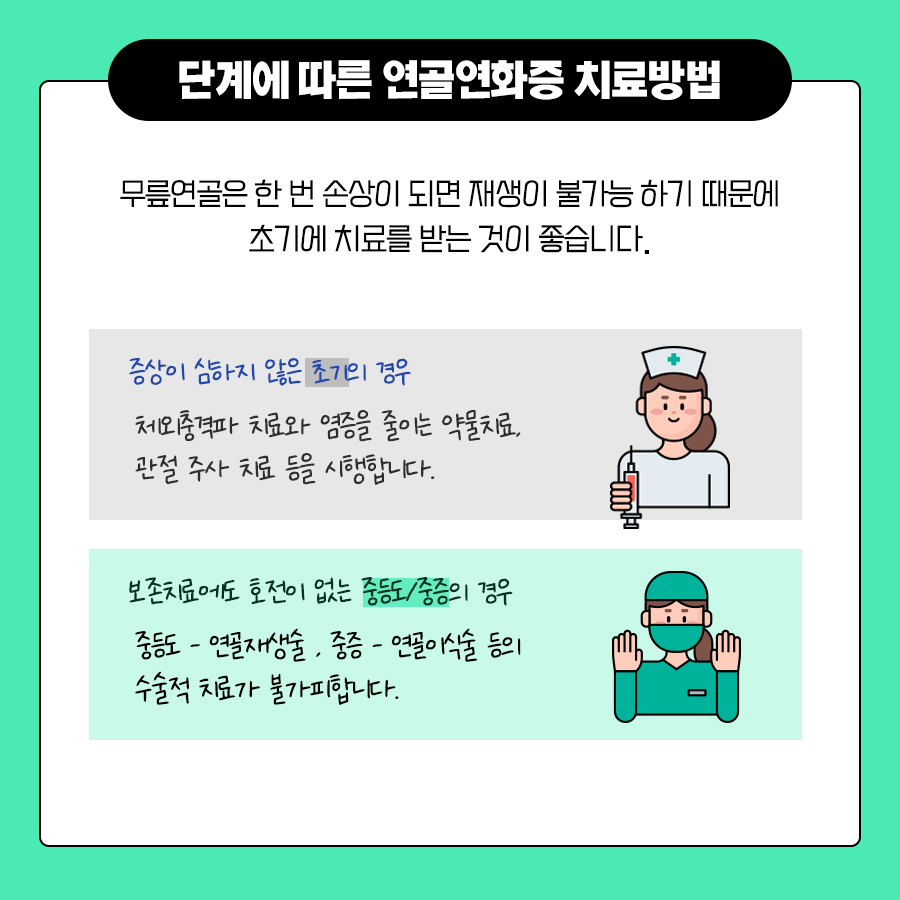 단계에 따른 연골연화증 치료방법
무릎연골은 한 번 손상이 되면 재생이 불가능 하기 때문에
초기에 치료를 받는 것이 좋습니다.
증상이 심하지 않은 초기의 경우
체외충격파 치료와 염증을 줄이는 약물치료,
관절 주사 치료 등을 시행합니다.
보존치료에도 호전이 없는 중등도/중증의 경우
중등도 - 연골재생술 , 중증 - 연골이식술 등의
수술적 치료가 불가피합니다.